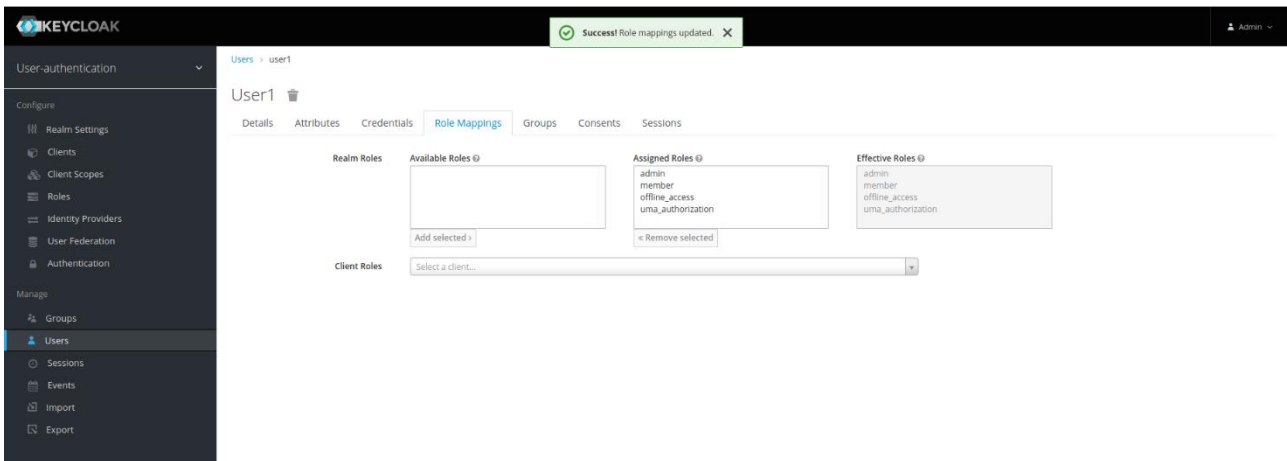 KEYCLOAK
Success! Role mappings updated.
Admin
User-authentication
Configure
Realm Settings
Clients
Client Scopes
Roles
Identity Providers
User Federation
Authentication
Manage
Groups
Users
Sessions
Events
Import
Export
Users > user1
User1
Details Attributes Credentials Role Mappings Groups Consents Sessions
Realm Roles
Available Roles
Add selected >
Assigned Roles
admin
member
offline_access
uma_authorization
« Remove selected
Effective Roles
admin
member
offline_access
uma_authorization
Client Roles
Select a client...